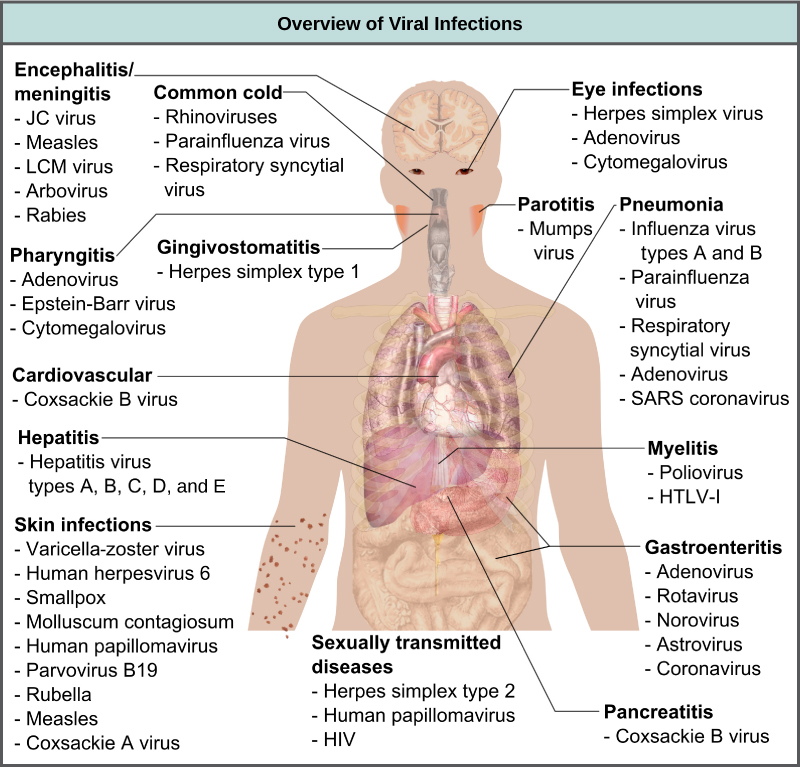 Overview of Viral Infections
Encephalitis/
meningitis
- JC virus
- Measles
- LCM virus
- Arbovirus
- Rabies
Common cold
- Rhinoviruses
- Parainfluenza virus
- Respiratory syncytial
virus
Eye infections
- Herpes simplex virus
- Adenovirus
- Cytomegalovirus
Pharyngitis
- Adenovirus
- Epstein-Barr virus
- Cytomegalovirus
Gingivostomatitis
- Herpes simplex type 1
Parotitis
- Mumps
virus
Pneumonia
- Influenza virus
types A and B
- Parainfluenza
virus
- Respiratory
syncytial virus
- Adenovirus
- SARS coronavirus
Cardiovascular
- Coxsackie B virus
Hepatitis
- Hepatitis virus
types A, B, C, D, and E
Myelitis
- Poliovirus
- HTLV-I
Skin infections
- Varicella-zoster virus
- Human herpesvirus 6
- Smallpox
- Molluscum contagiosum
- Human papillomavirus
- Parvovirus B19
- Rubella
- Measles
- Coxsackie A virus
Gastroenteritis
- Adenovirus
- Rotavirus
- Norovirus
- Astrovirus
- Coronavirus
Sexually transmitted
diseases
- Herpes simplex type 2
- Human papillomavirus
- HIV
Pancreatitis
- Coxsackie B virus